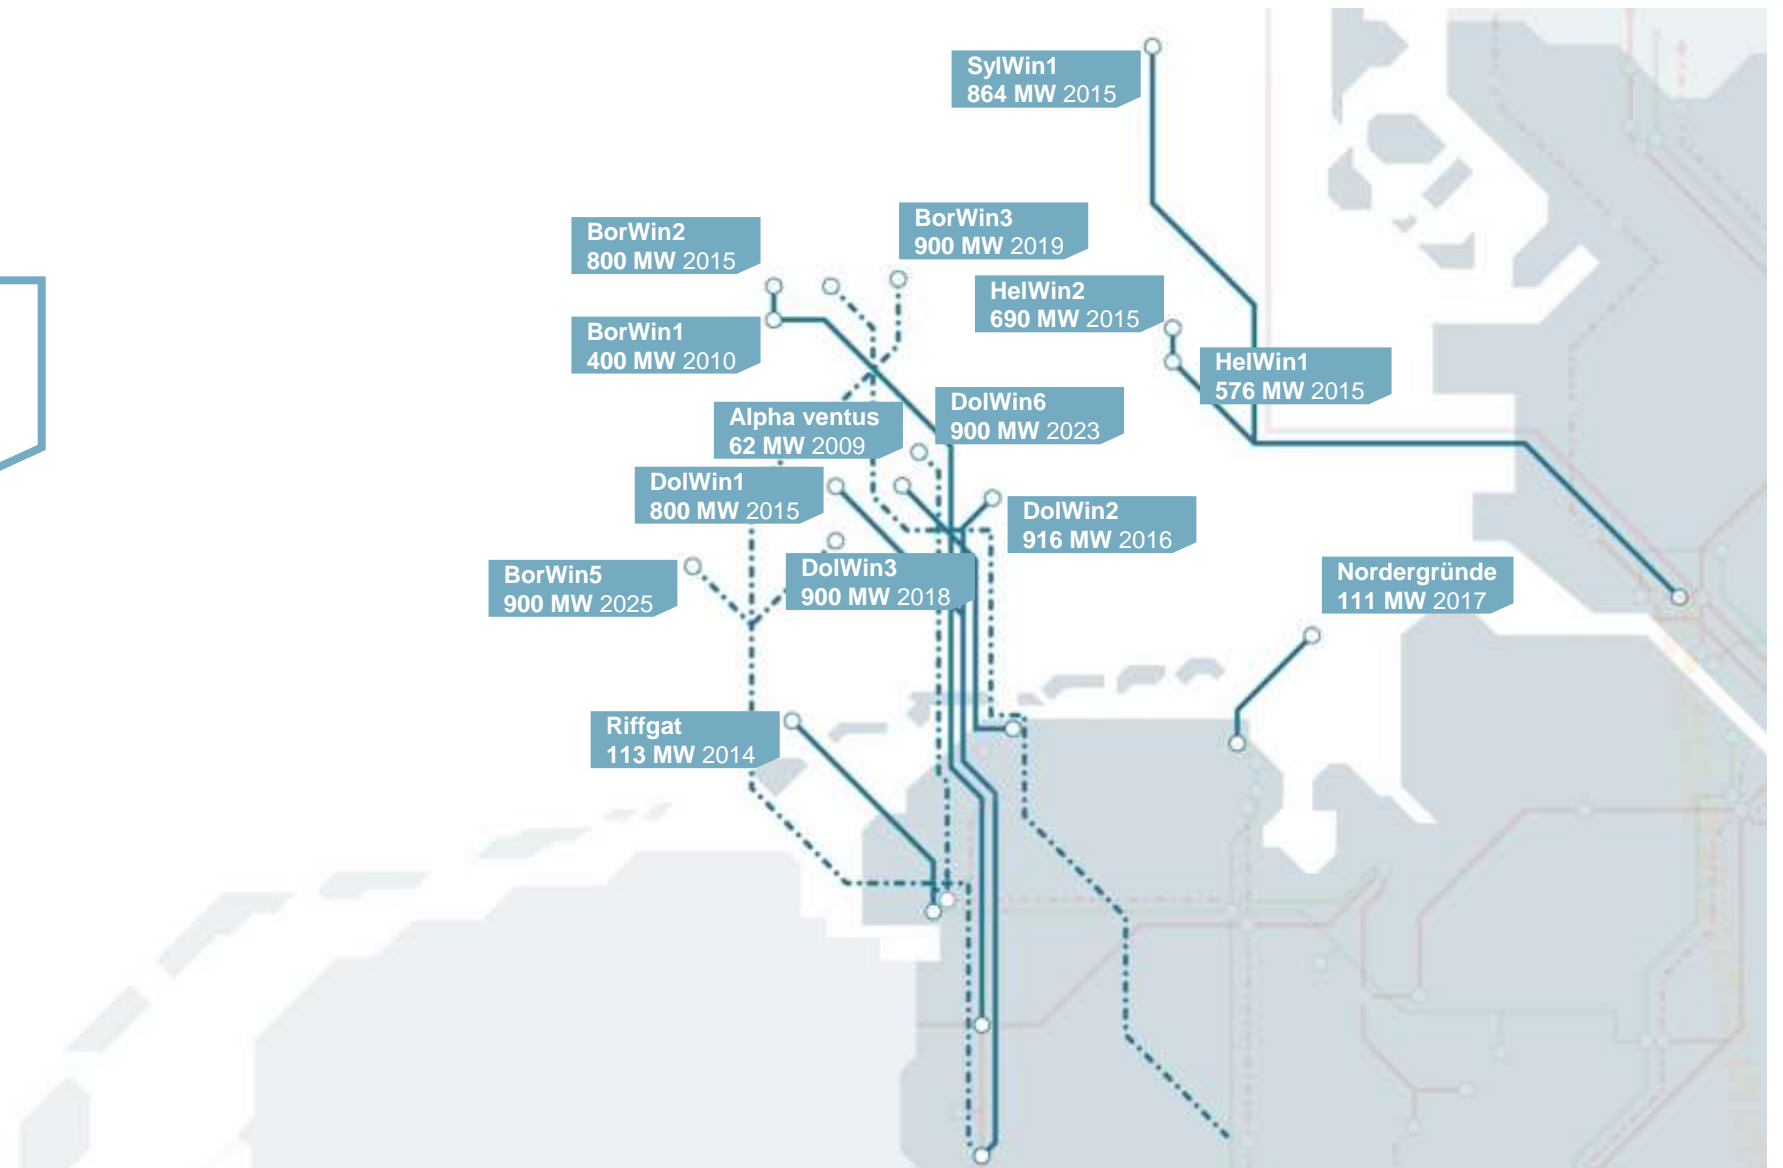 SylWin1
864 MW 2015
BorWin2
800 MW 2015
BorWin3
900 MW 2019
HelWin2
690 MW 2015
BorWin1
400 MW 2010
HelWin1
576 MW 2015
Alpha ventus
62 MW 2009
DolWin6
900 MW 2023
DolWin1
800 MW 2015
DolWin2
916 MW 2016
BorWin5
900 MW 2025
DolWin3
900 MW 2018
Nordergründe
111 MW 2017
Riffgat
113 MW 2014